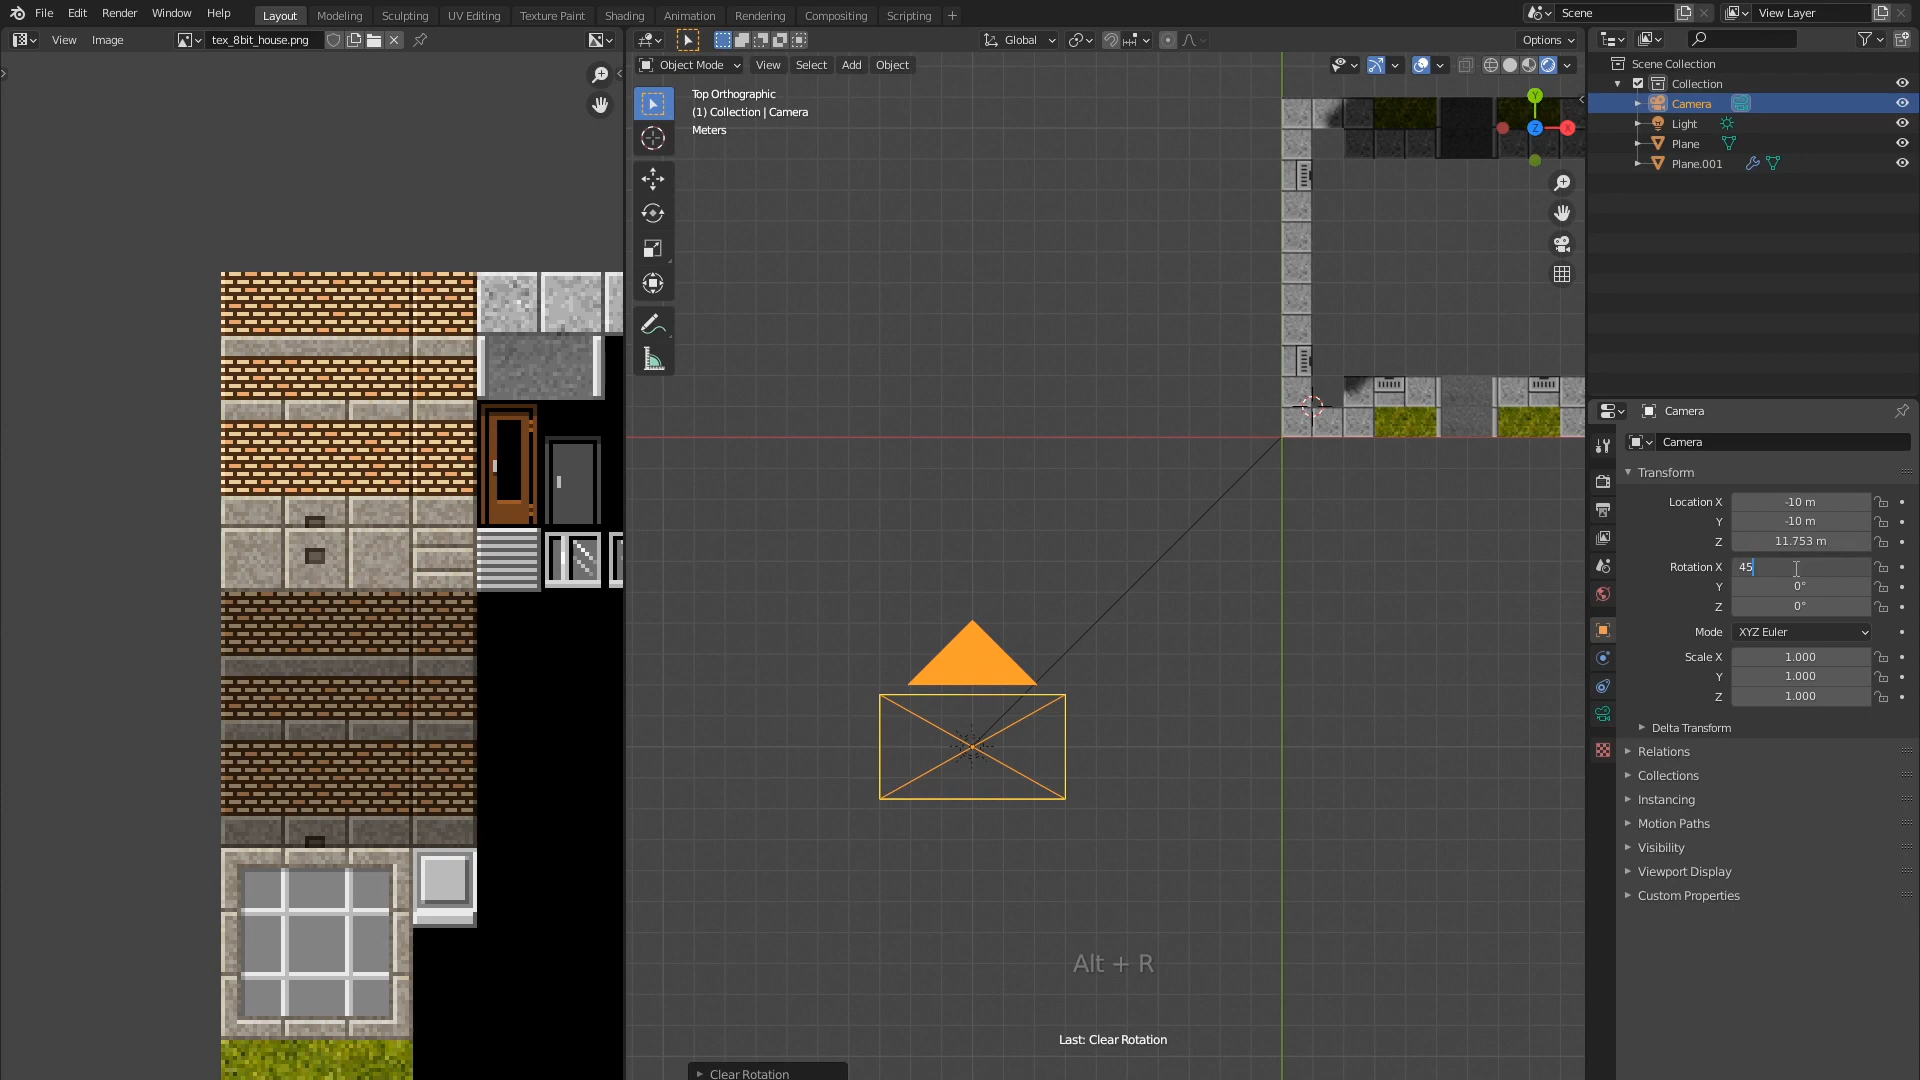 File Edit Render Window Help
Layout Modeling Sculpting UV Editing Texture Paint Shading Animation Rendering Compositing Scripting +
Scene
View Layer
View Image
tex_8bit_house.png
Global
Options
Object Mode
View Select Add Object
Top Orthographic
(1) Collection | Camera
Meters
Y
Z
X
Scene Collection
Collection
Camera
Light
Plane
Plane.001
Camera
Camera
Transform
Location X -10 m
Y -10 m
Z 11.753 m
Rotation X 45
Y 0°
Z 0°
Mode XYZ Euler
Scale X 1.000
Y 1.000
Z 1.000
Delta Transform
Relations
Collections
Instancing
Motion Paths
Visibility
Viewport Display
Custom Properties
Alt + R
Last: Clear Rotation
Clear Rotation